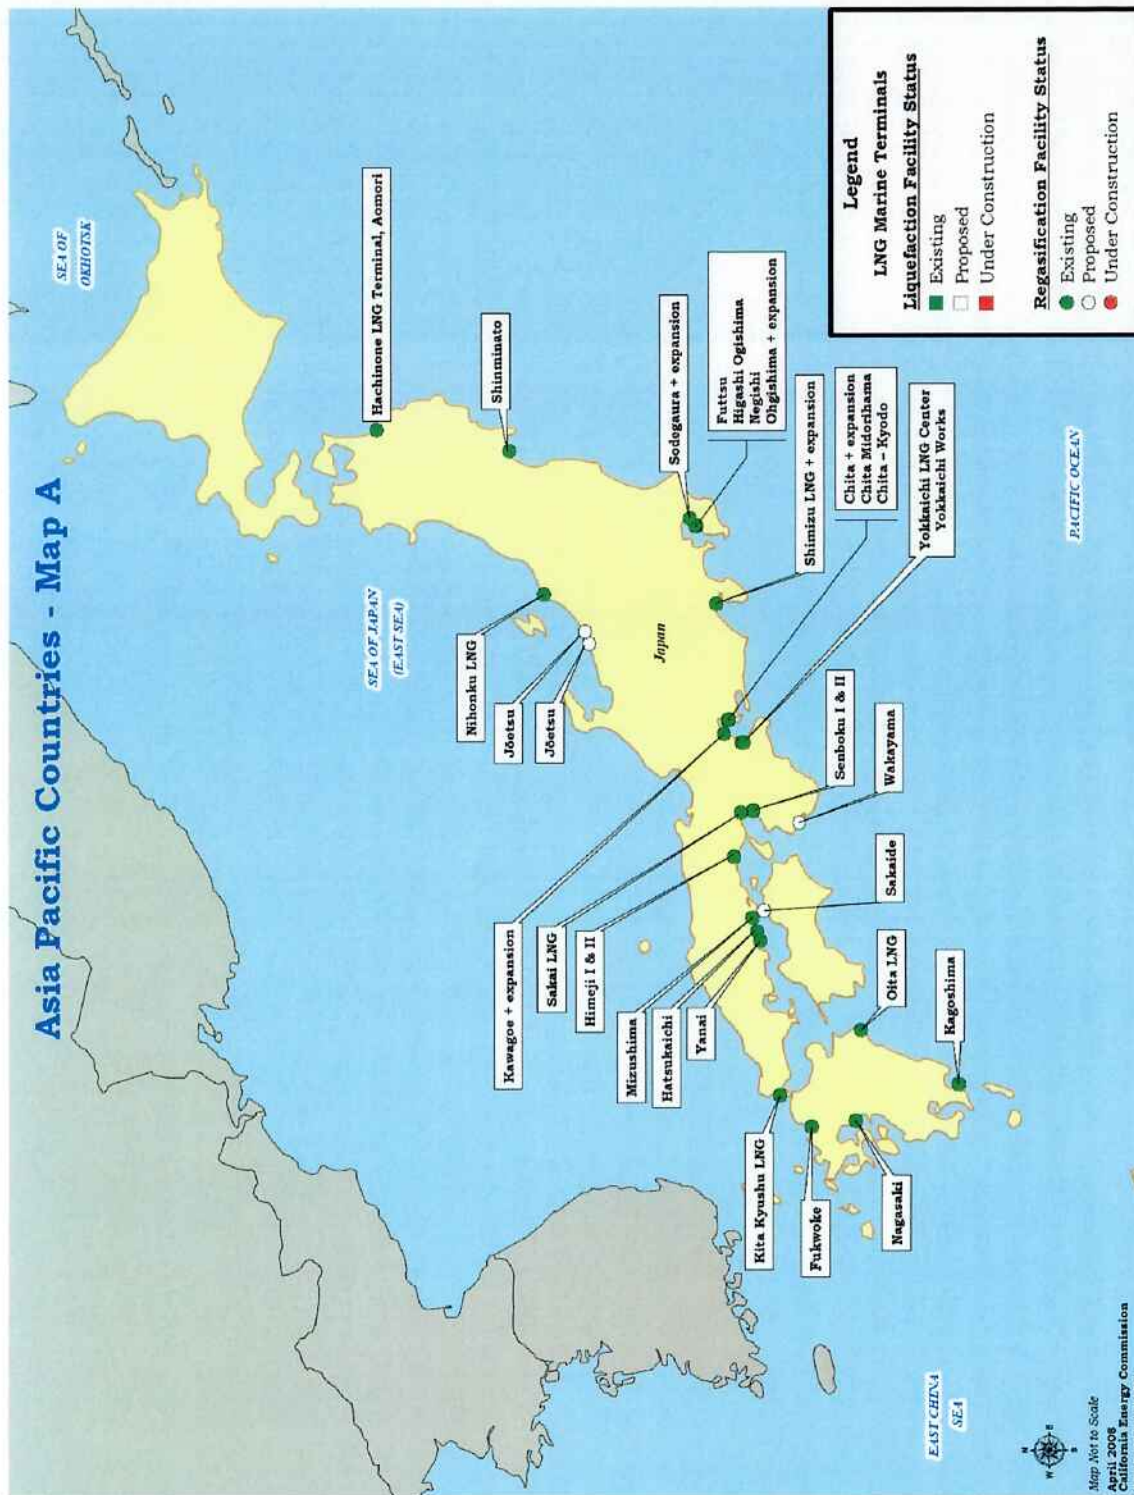 Asia Pacific Countries - Map A
SEA OF
OKHOTSK
Hachinone LNG Terminal, Aomori
SEA OF JAPAN
(EAST SEA)
Shinminato
Nihonku LNG
Jōetsu
Jōetsu
Sodegaura + expansion
Futtsu
Higashi Ogishima
Negishi
Ohgishima + expansion
Japan
Shimizu LNG + expansion
Kawagoe + expansion
Chita + expansion
Chita Midorihama
Chita – Kyodo
Sakai LNG
Himeji I & II
Yokkaichi LNG Center
Yokkaichi Works
Mizushima
Hatsukaichi
Yanai
Senboku I & II
Wakayama
Sakaide
Kita Kyushu LNG
Oita LNG
Fukwoke
Kagoshima
Nagasaki
PACIFIC OCEAN
EAST CHINA
SEA
Legend
LNG Marine Terminals
Liquefaction Facility Status
Existing
Proposed
Under Construction
Regasification Facility Status
Existing
Proposed
Under Construction
N
W E
S
Map Not to Scale
April 2008
California Energy Commission